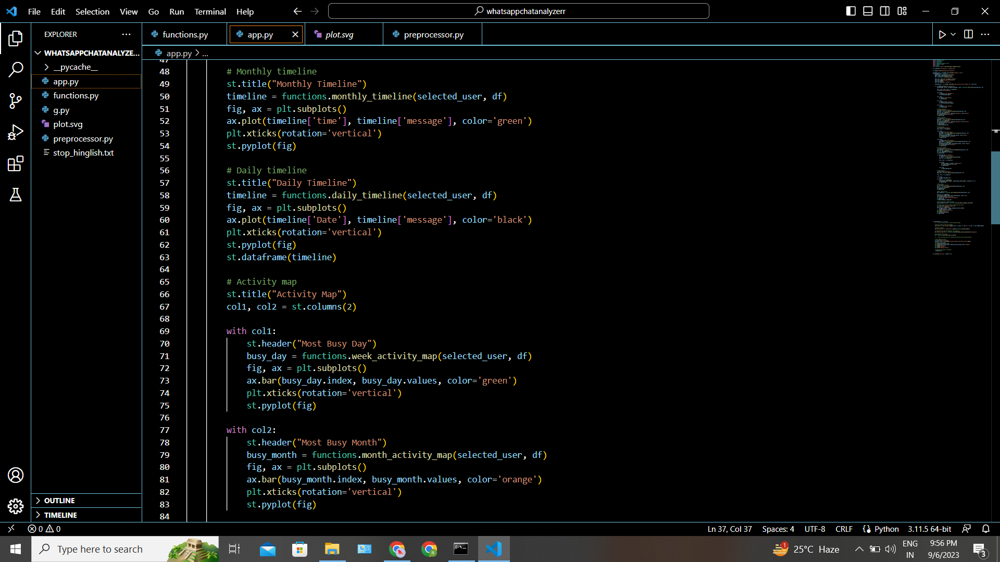 File Edit Selection View Go Run Terminal Help
whatsappchatanalyzerr
EXPLORER
WHATSAPPCHATANALYZE...
__pycache__
app.py
functions.py
g.py
plot.svg
preprocessor.py
stop_hinglish.txt
OUTLINE
TIMELINE
functions.py app.py plot.svg preprocessor.py
app.py > ...
47
48 # Monthly timeline
49 st.title("Monthly Timeline")
50 timeline = functions.monthly_timeline(selected_user, df)
51 fig, ax = plt.subplots()
52 ax.plot(timeline['time'], timeline['message'], color='green')
53 plt.xticks(rotation='vertical')
54 st.pyplot(fig)
55
56 # Daily timeline
57 st.title("Daily Timeline")
58 timeline = functions.daily_timeline(selected_user, df)
59 fig, ax = plt.subplots()
60 ax.plot(timeline['Date'], timeline['message'], color='black')
61 plt.xticks(rotation='vertical')
62 st.pyplot(fig)
63 st.dataframe(timeline)
64
65 # Activity map
66 st.title("Activity Map")
67 col1, col2 = st.columns(2)
68
69 with col1:
70 st.header("Most Busy Day")
71 busy_day = functions.week_activity_map(selected_user, df)
72 fig, ax = plt.subplots()
73 ax.bar(busy_day.index, busy_day.values, color='green')
74 plt.xticks(rotation='vertical')
75 st.pyplot(fig)
76
77 with col2:
78 st.header("Most Busy Month")
79 busy_month = functions.month_activity_map(selected_user, df)
80 fig, ax = plt.subplots()
81 ax.bar(busy_month.index, busy_month.values, color='orange')
82 plt.xticks(rotation='vertical')
83 st.pyplot(fig)
84
0 0
Ln 37, Col 37 Spaces: 4 UTF-8 CRLF Python 3.11.5 64-bit
Type here to search
1
25°C Haze
ENG
IN
9:56 PM
9/6/2023
3